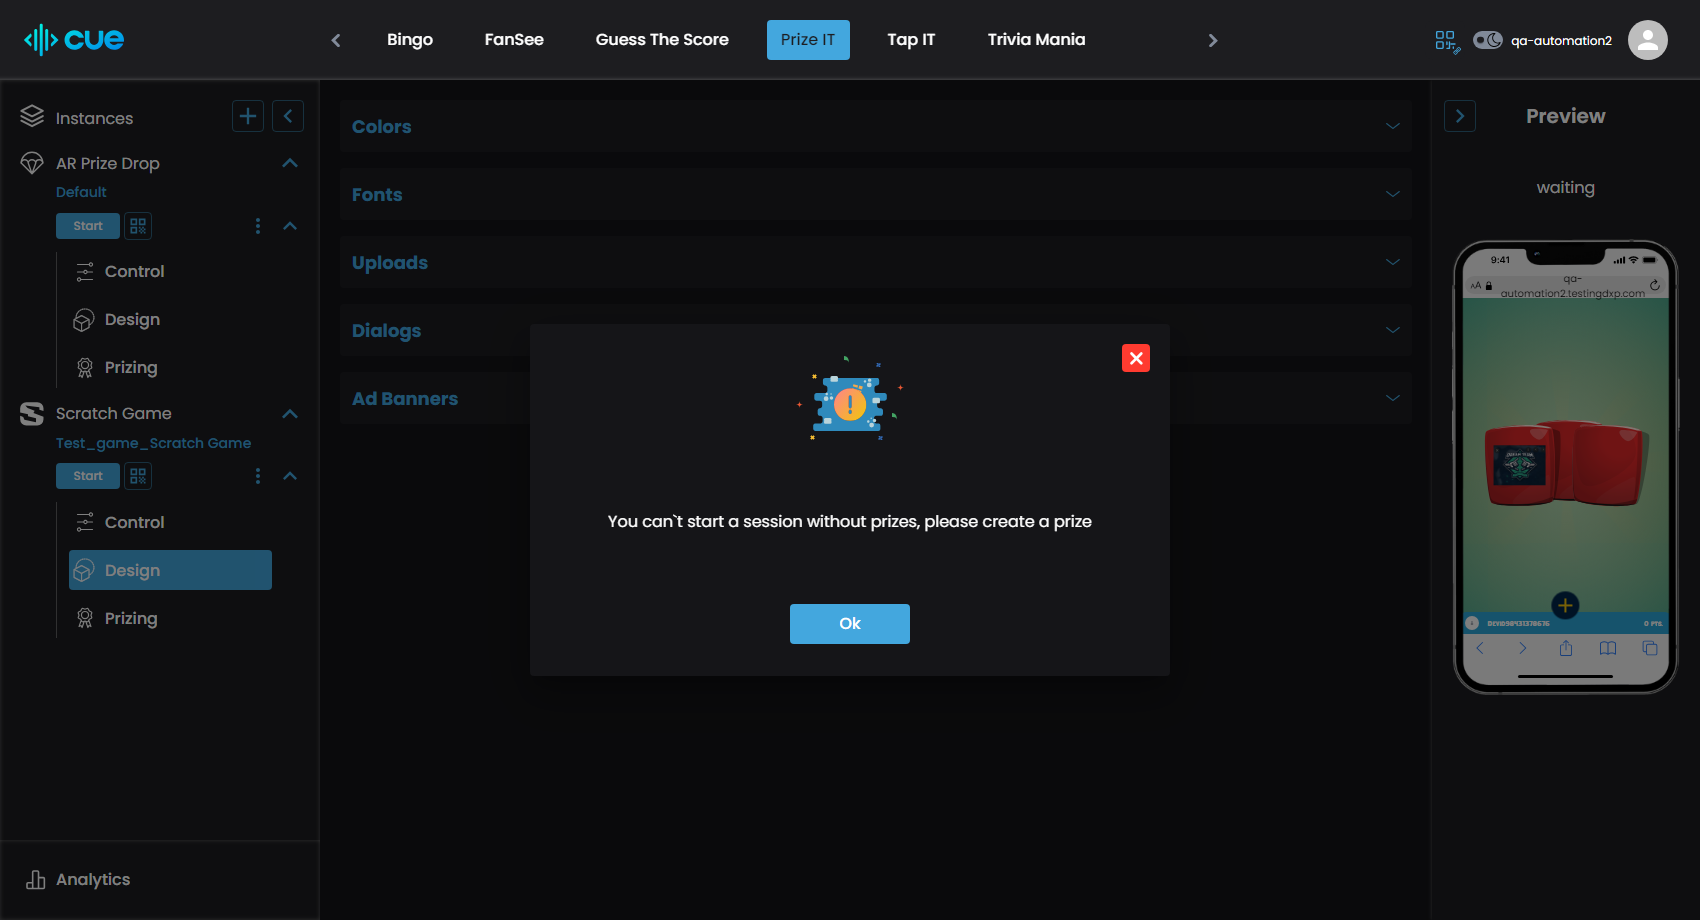 cue
Bingo
FanSee
Guess The Score
Prize IT
Tap IT
Trivia Mania
qa-automation2
Instances
AR Prize Drop
Default
Start
Control
Design
Prizing
Scratch Game
Test_game_Scratch Game
Start
Control
Design
Prizing
Analytics
Colors
Fonts
Uploads
Dialogs
Ad Banners
You can`t start a session without prizes, please create a prize
Ok
Preview
waiting
9:41
AA
qa-
automation2.testingdxp.com
0 PTS.